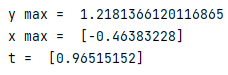 y max =  1.2181366120116865
x max =  [-0.46383228]
t =  [0.96515152]